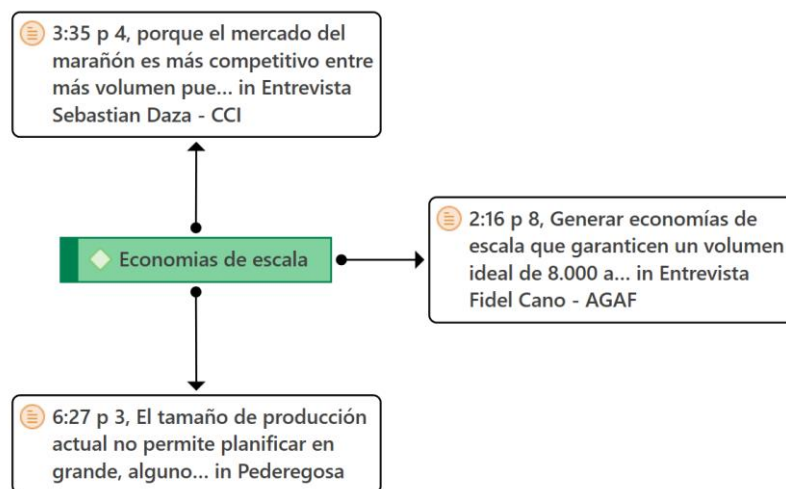 3:35 p 4, porque el mercado del
marañón es más competitivo entre
más volumen pue... in Entrevista
Sebastian Daza - CCI
Economias de escala
2:16 p 8, Generar economías de
escala que garanticen un volumen
ideal de 8.000 a... in Entrevista
Fidel Cano - AGAF
6:27 p 3, El tamaño de producción
actual no permite planificar en
grande, alguno... in Pederegosa